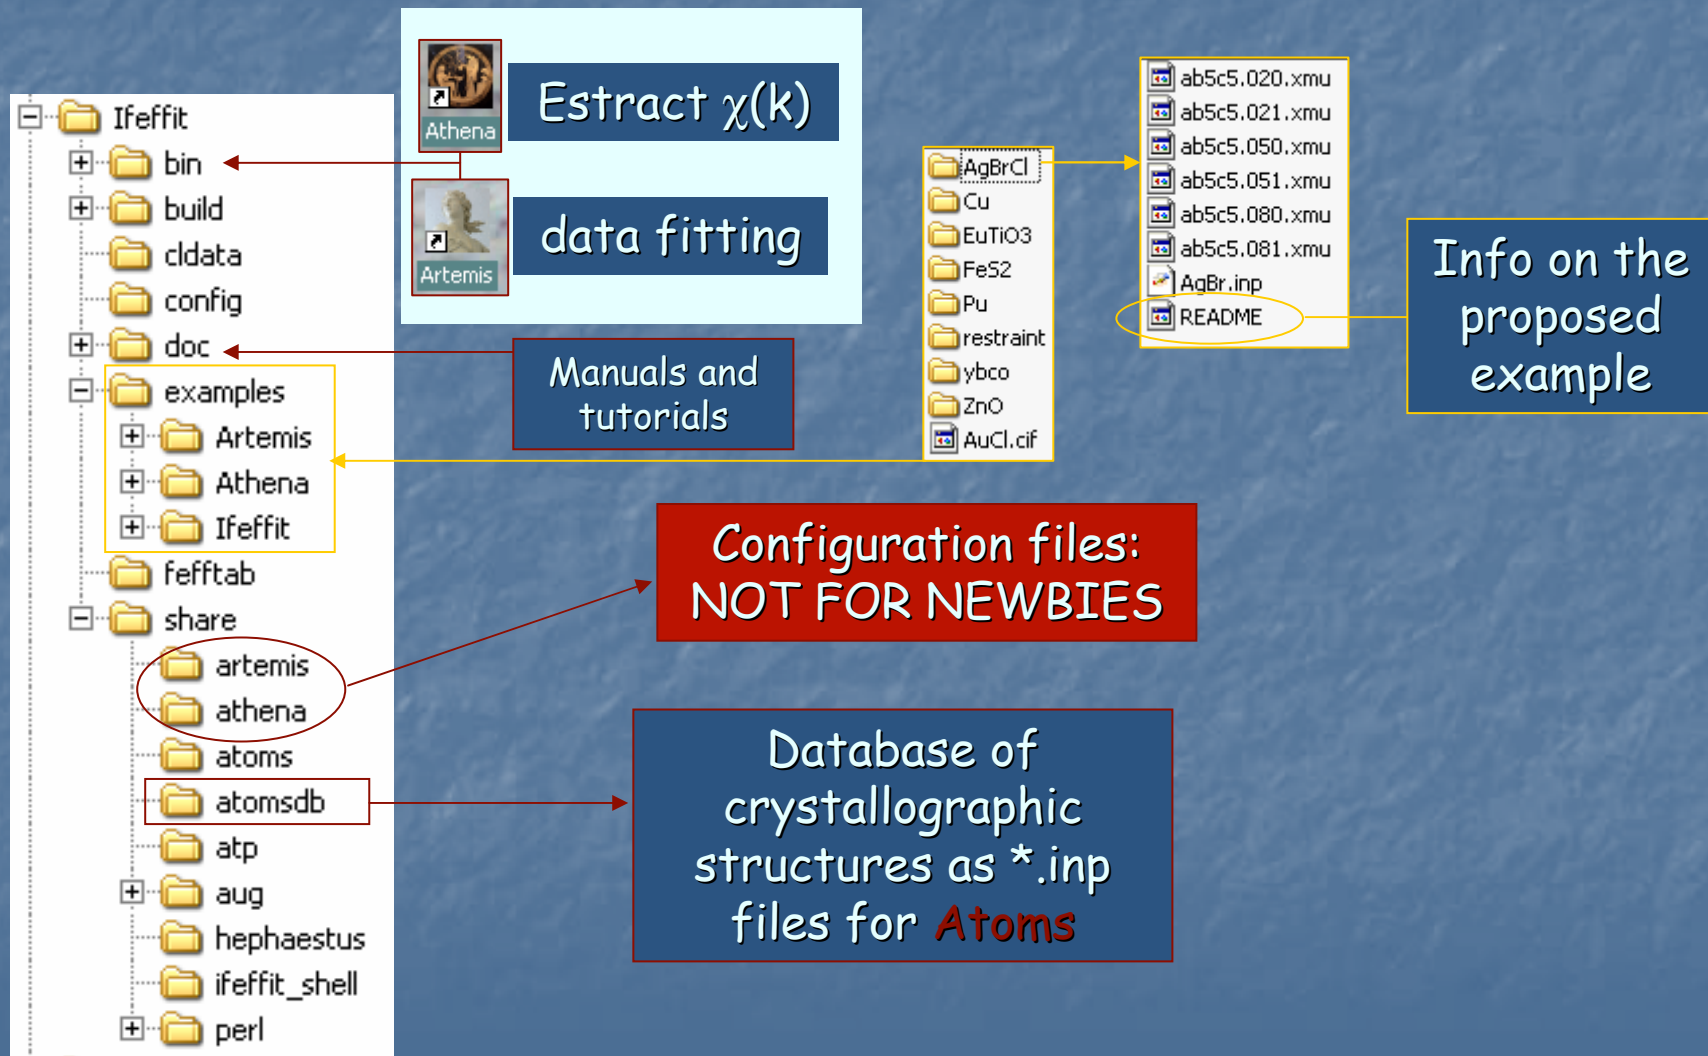 Ifeffit
bin
build
cldata
config
doc
examples
Artemis
Athena
Ifeffit
fefftab
share
artemis
athena
atoms
atomsdb
atp
aug
hephaestus
ifeffit_shell
perl
Athena
Estract χ(k)
Artemis
data fitting
Manuals and
tutorials
AgBrCl
Cu
EuTiO3
FeS2
Pu
restraint
ybco
ZnO
AuCl.cif
ab5c5.020.xmu
ab5c5.021.xmu
ab5c5.050.xmu
ab5c5.051.xmu
ab5c5.080.xmu
ab5c5.081.xmu
AgBr.inp
README
Info on the
proposed
example
Configuration files:
NOT FOR NEWBIES
Database of
crystallographic
structures as *.inp
files for Atoms